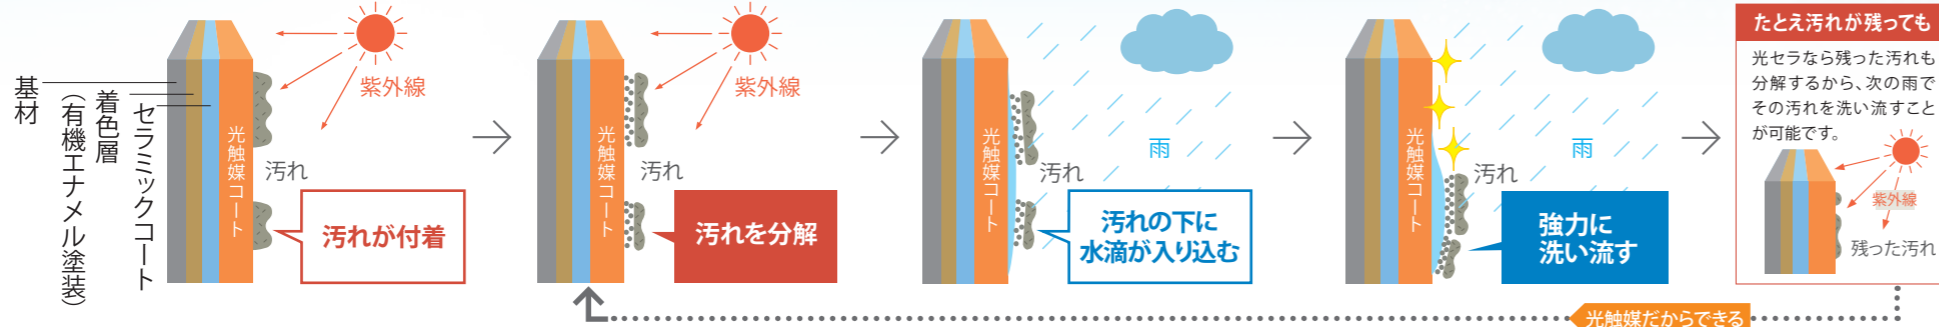 基材
着色層
（有機エナメル塗装）
セラミックコート
光触媒コート
紫外線
汚れ
汚れが付着
光触媒コート
紫外線
汚れ
汚れを分解
光触媒コート
雨
汚れ
汚れの下に
水滴が入り込む
光触媒コート
雨
汚れ
強力に
洗い流す
たとえ汚れが残っても
光セラなら残った汚れも
分解するから、次の雨で
その汚れを洗い流すこと
が可能です。
紫外線
残った汚れ
光触媒だからできる